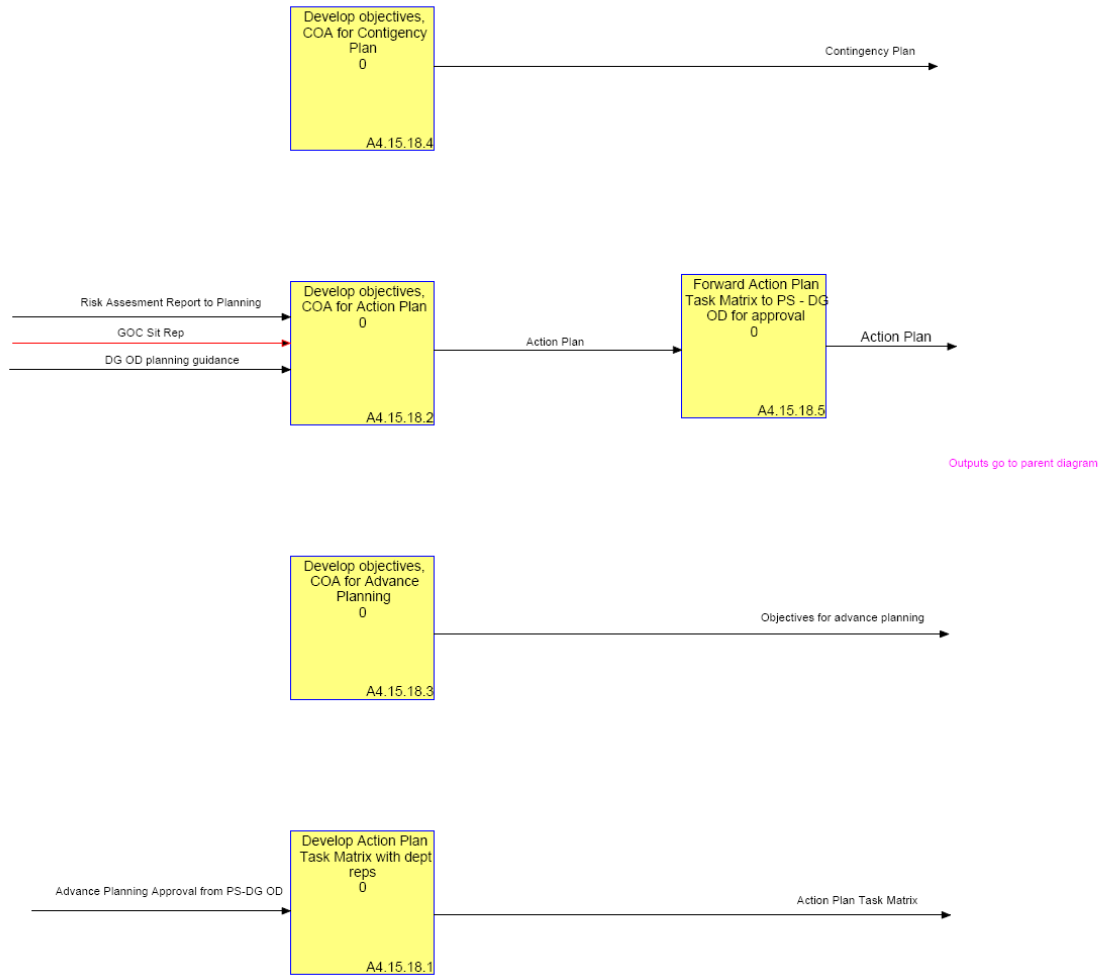 Develop objectives,
COA for Contigency
Plan
0
A4.15.18.4
Contingency Plan
Risk Assesment Report to Planning
GOC Sit Rep
DG OD planning guidance
Develop objectives,
COA for Action Plan
0
A4.15.18.2
Action Plan
Forward Action Plan
Task Matrix to PS - DG
OD for approval
0
A4.15.18.5
Action Plan
Outputs go to parent diagram
Develop objectives,
COA for Advance
Planning
0
A4.15.18.3
Objectives for advance planning
Advance Planning Approval from PS-DG OD
Develop Action Plan
Task Matrix with dept
reps
0
A4.15.18.1
Action Plan Task Matrix